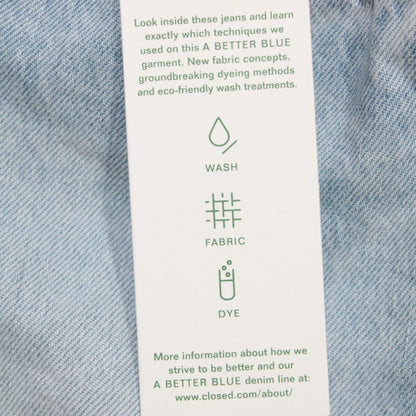 Look inside these jeans and learn
exactly which techniques we
used on this A BETTER BLUE
garment. New fabric concepts,
groundbreaking dyeing methods
and eco-friendly wash treatments.
WASH
FABRIC
DYE
More information about how we
strive to be better and our
A BETTER BLUE denim line at:
www.closed.com/about/